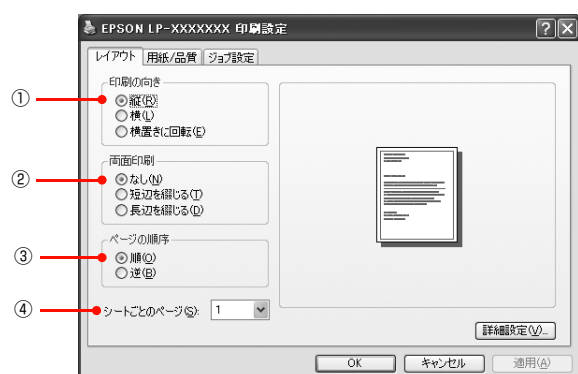 EPSON LP-XXXXXXX 印刷設定
レイアウト 用紙/品質 ジョブ設定
印刷の向き
① 縦(R)
横(L)
横置きに回転(E)
両面印刷
② なし(N)
短辺を綴じる(T)
長辺を綴じる(D)
ページの順序
③ 順(O)
逆(B)
④ シートごとのページ(S): 1
詳細設定(V)...
OK キャンセル 適用(A)